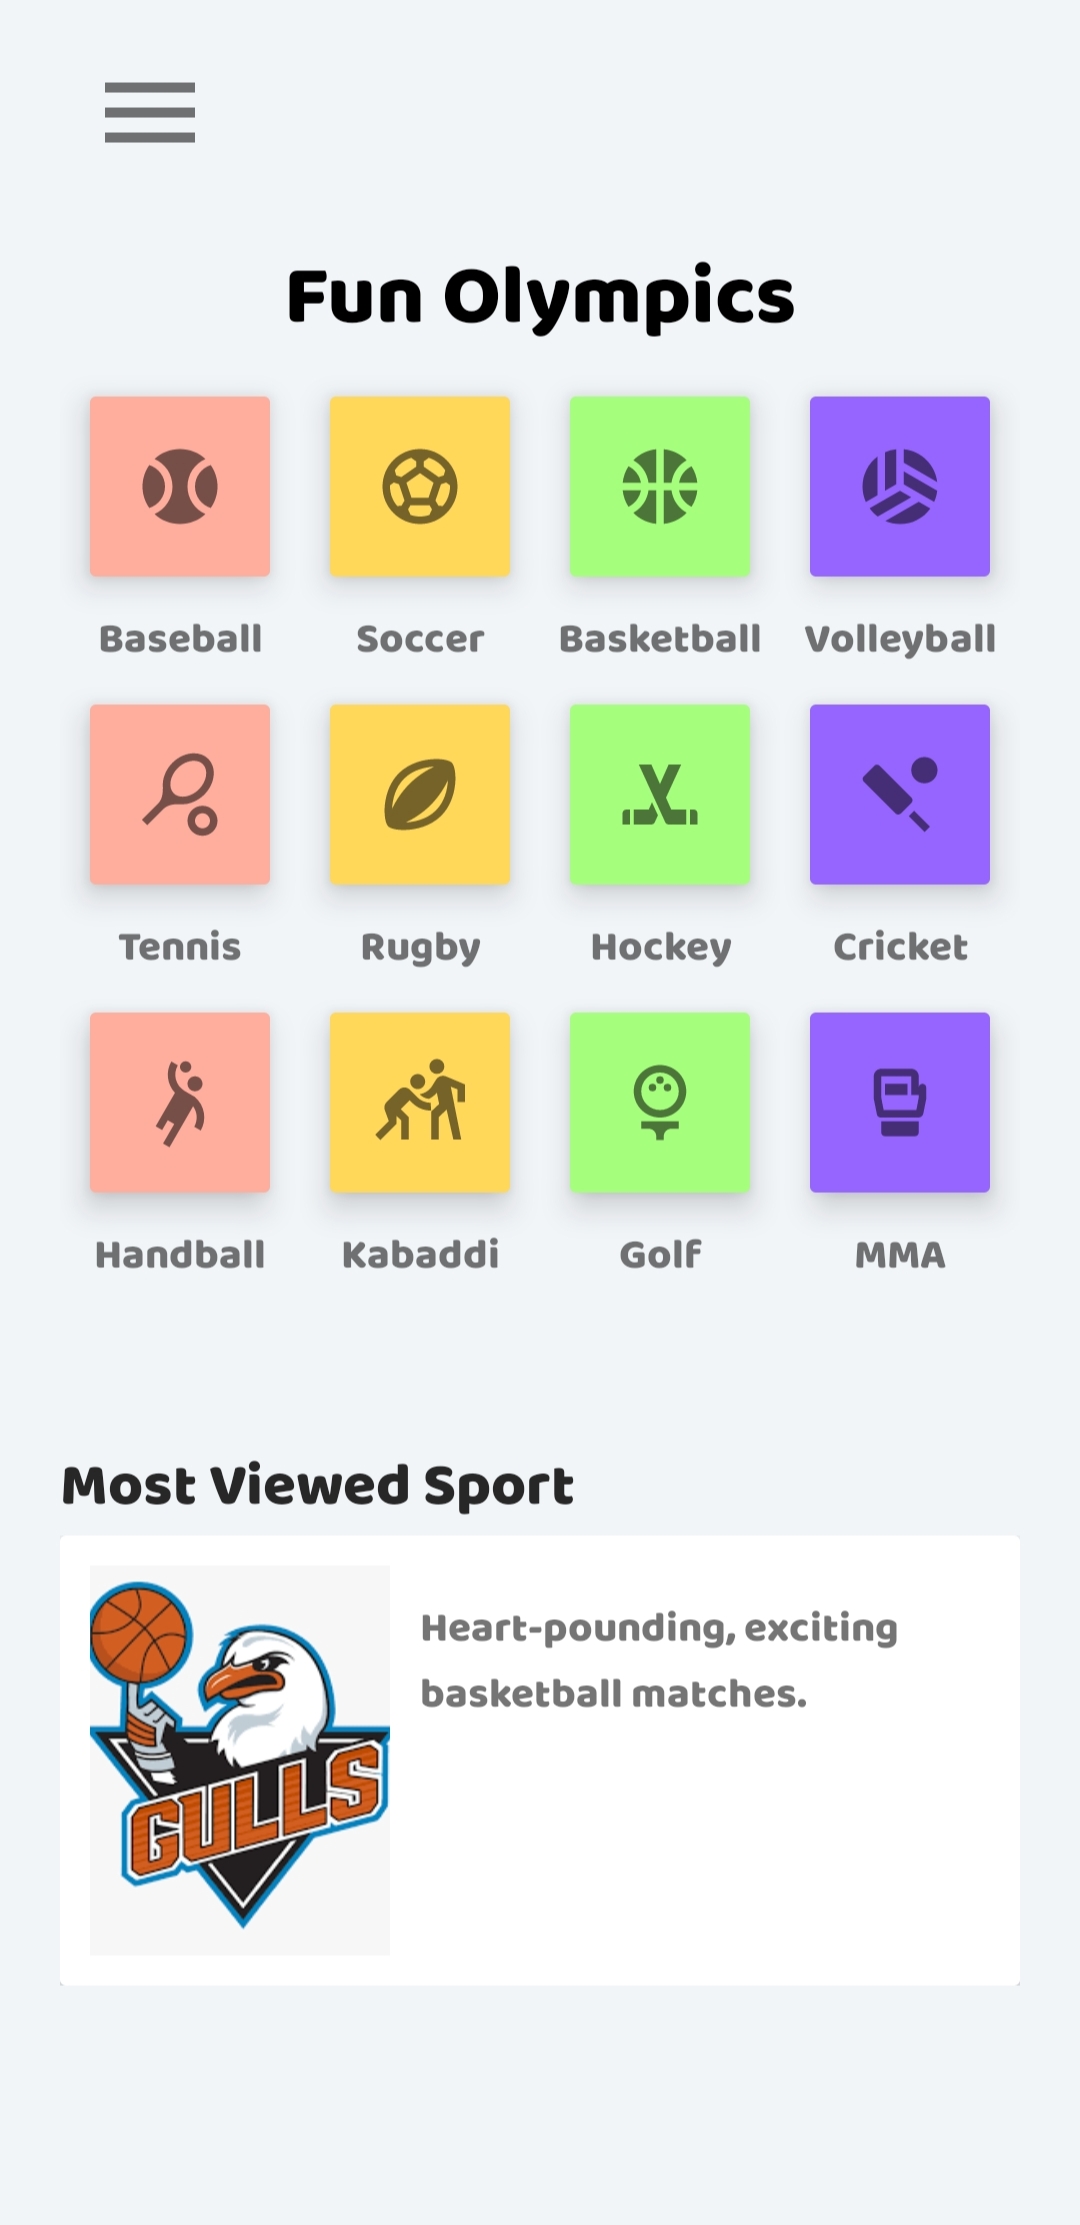 Fun Olympics
Baseball Soccer Basketball Volleyball
Tennis Rugby Hockey Cricket
Handball Kabaddi Golf MMA
Most Viewed Sport
Heart-pounding, exciting
basketball matches.
GULLS